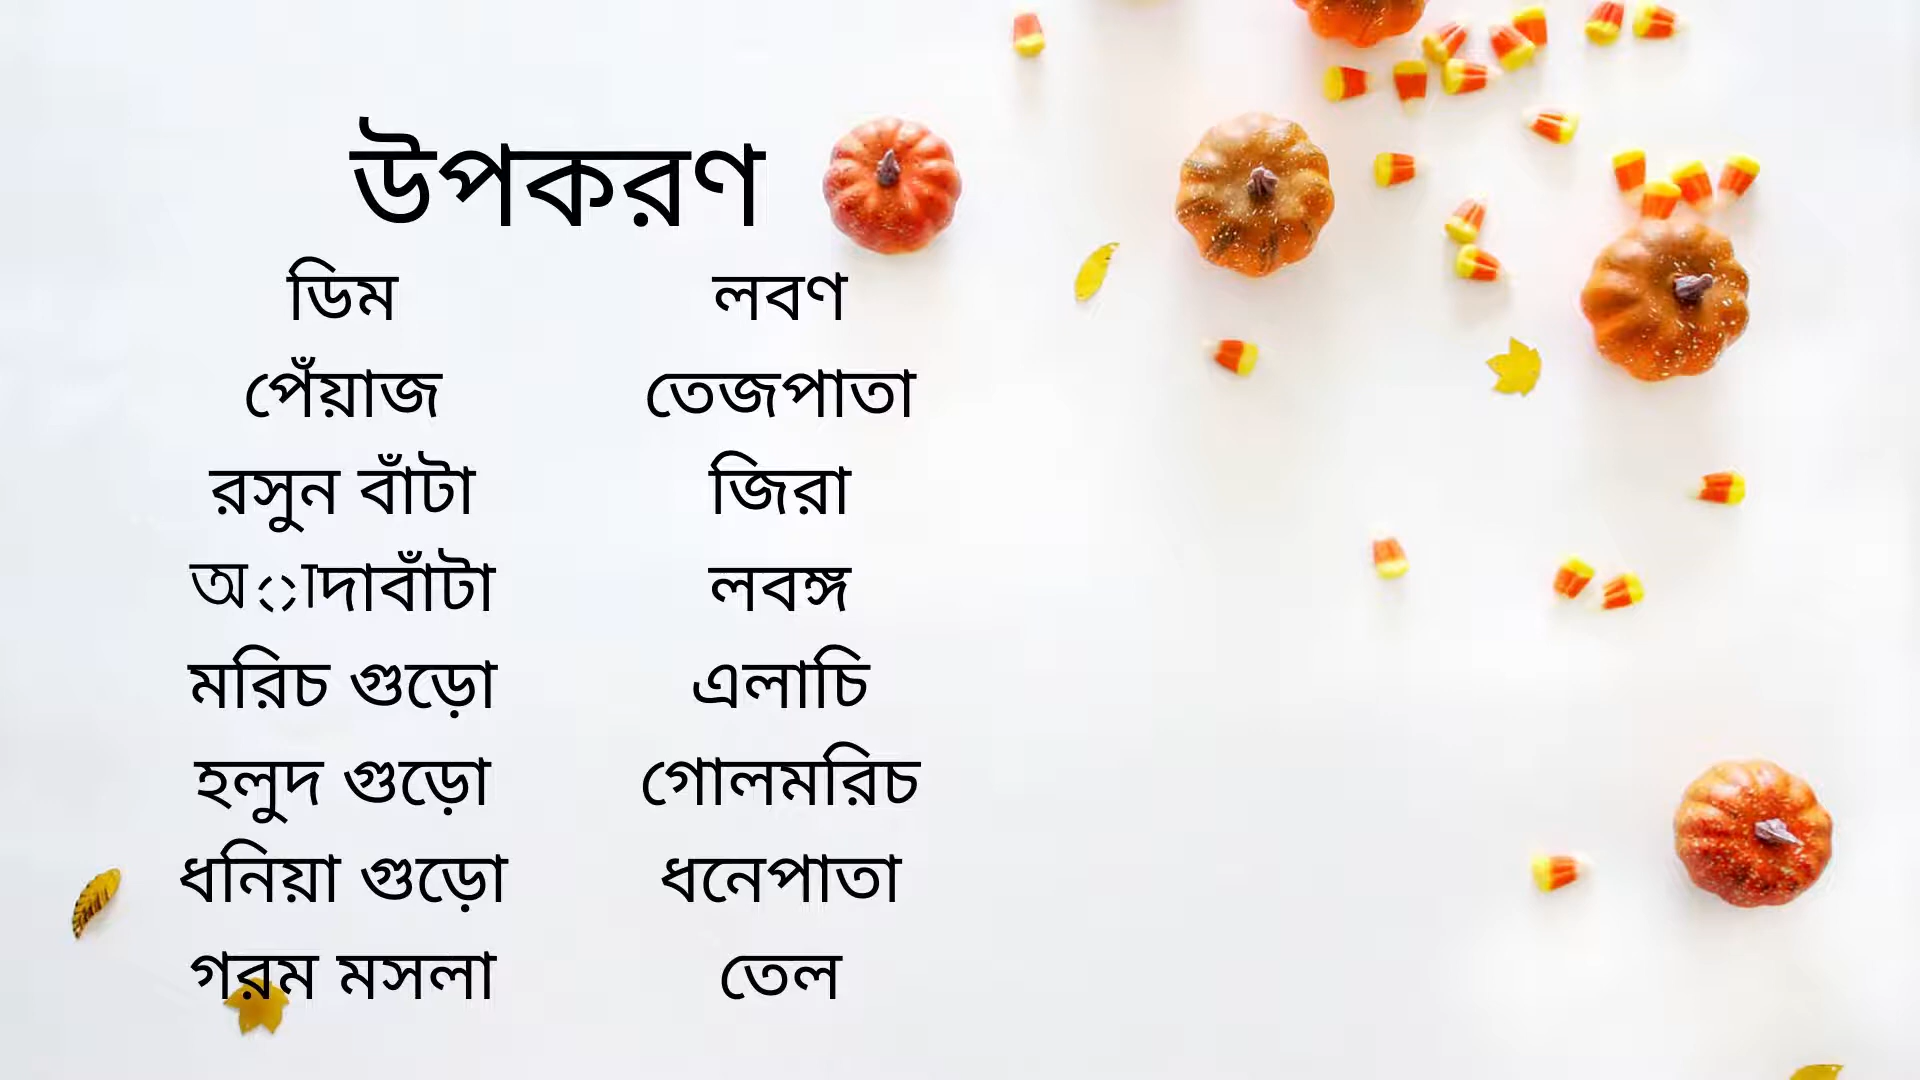 উপকরণ
ডিম
পেঁয়াজ
রসুন বাঁটা
অাদাবাঁটা
মরিচ গুড়ো
হলুদ গুড়ো
ধনিয়া গুড়ো
গরম মসলা
লবণ
তেজপাতা
জিরা
লবঙ্গ
এলাচি
গোলমরিচ
ধনেপাতা
তেল